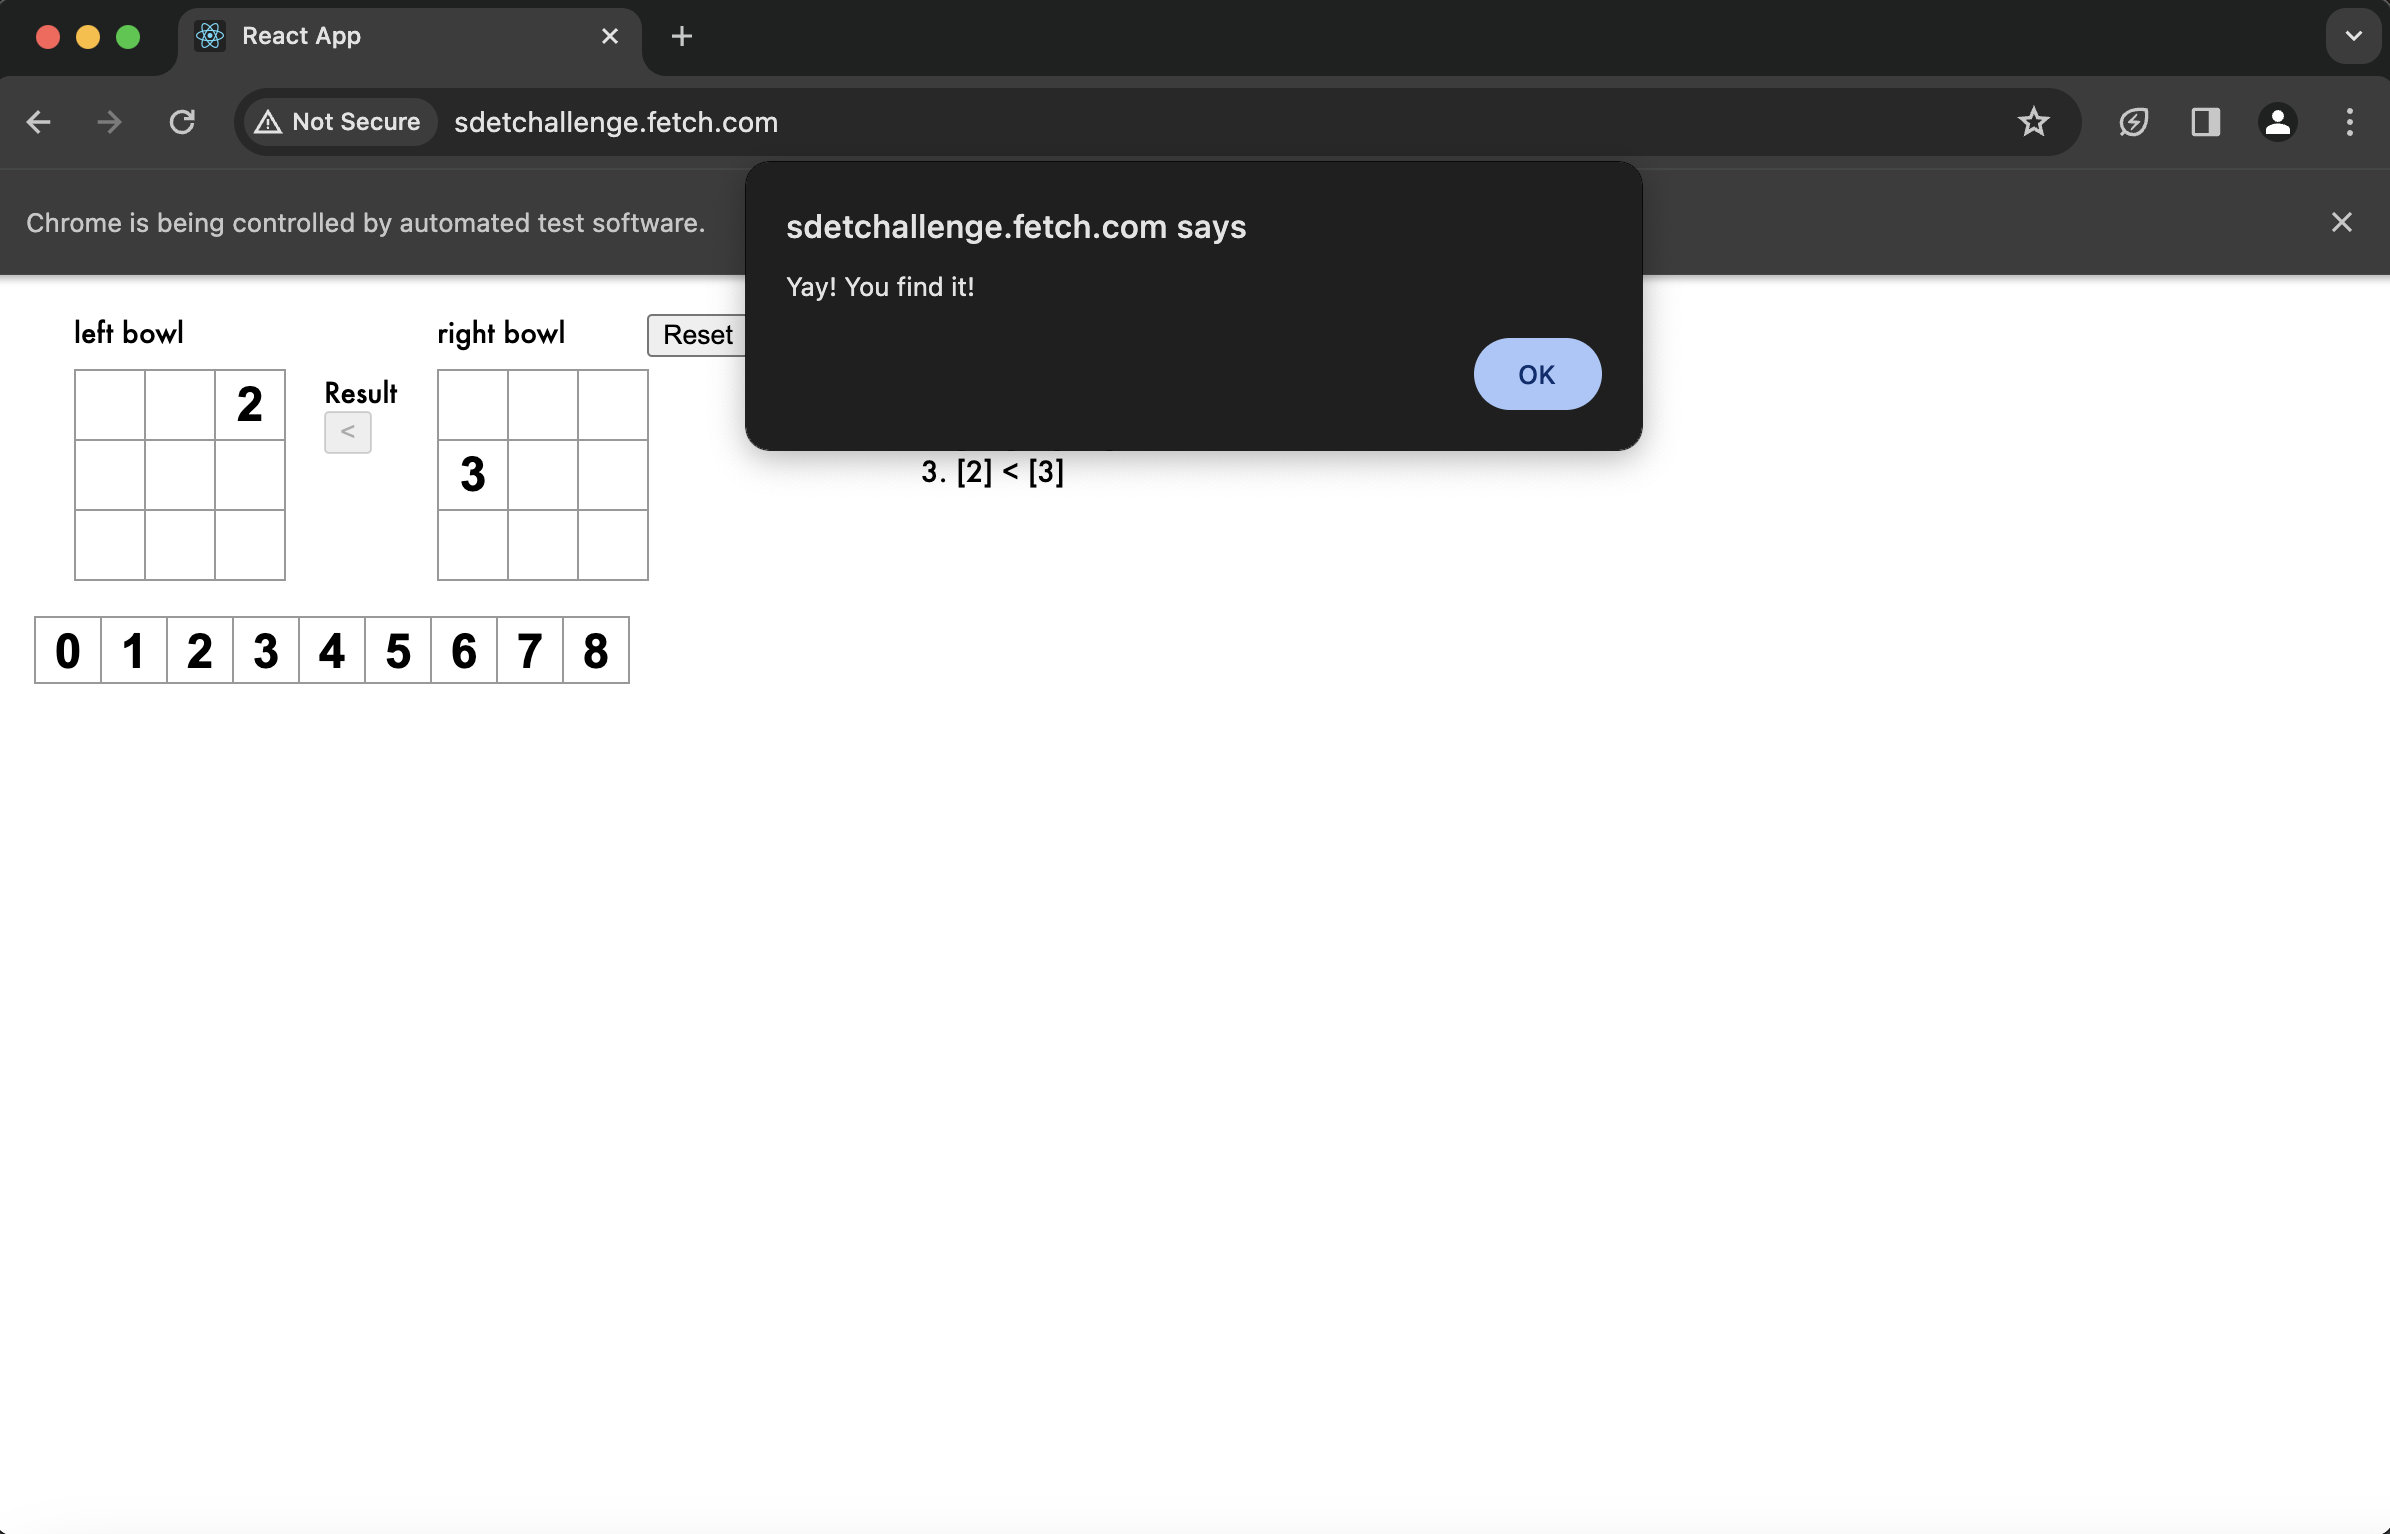 React App
Not Secure sdetchallenge.fetch.com
Chrome is being controlled by automated test software.
sdetchallenge.fetch.com says
Yay! You find it!
OK
left bowl right bowl Reset
2
Result
<
3
3. [2] < [3]
0 1 2 3 4 5 6 7 8